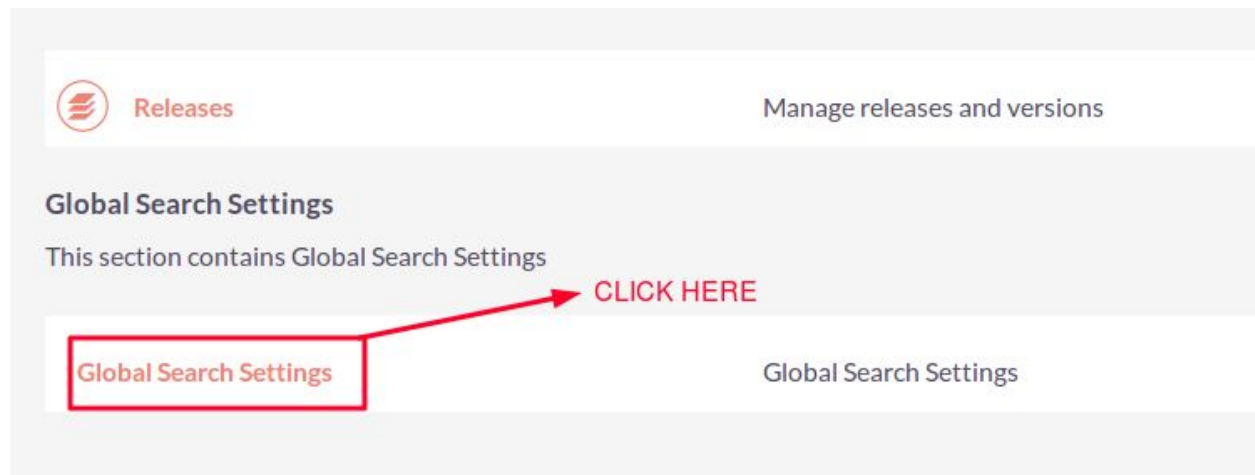 Releases Manage releases and versions
Global Search Settings
This section contains Global Search Settings
CLICK HERE
Global Search Settings Global Search Settings